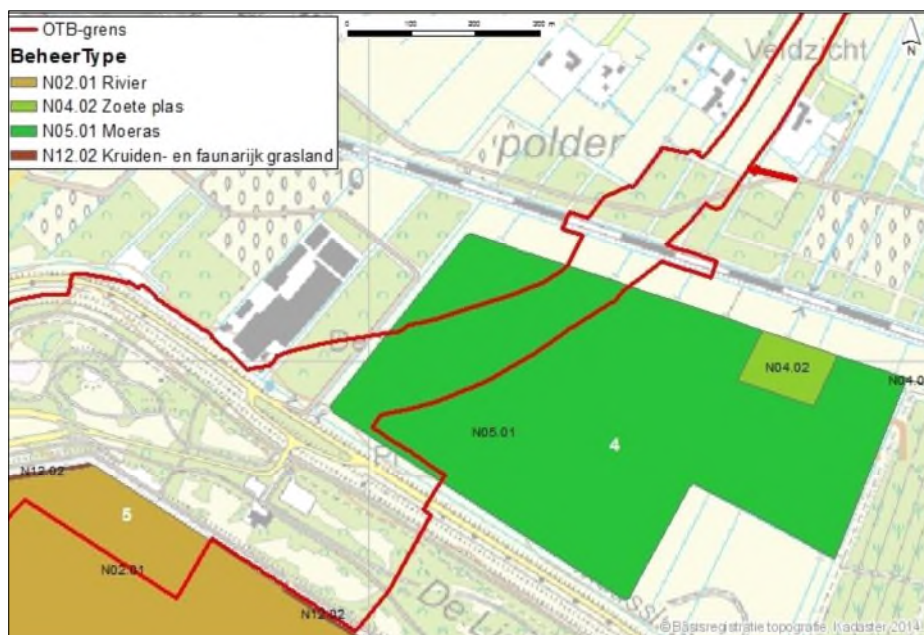 OTB-grens
BeheerType
N02.01 Rivier
N04.02 Zoete plas
N05.01 Moeras
N12.02 Kruiden- en faunarijk grasland
0 100 200 300 m
N
Veldzicht
polder
N04.02
N04.0
N05.01
4
N12.02
5
N02.01
N12.02
De Li
©Basisregistratie topografie, Kadaster, 2014